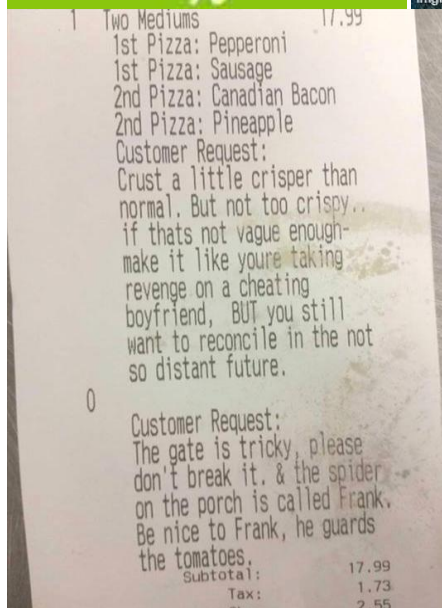 1 Two Mediums 17.99
1st Pizza: Pepperoni
1st Pizza: Sausage
2nd Pizza: Canadian Bacon
2nd Pizza: Pineapple
Customer Request:
Crust a little crisper than
normal. But not too crispy..
if thats not vague enough-
make it like youre taking
revenge on a cheating
boyfriend, BUT you still
want to reconcile in the not
so distant future.
0
Customer Request:
The gate is tricky, please
don't break it. & the spider
on the porch is called Frank.
Be nice to Frank, he guards
the tomatoes.
Subtotal: 17.99
Tax: 1.73
2.55